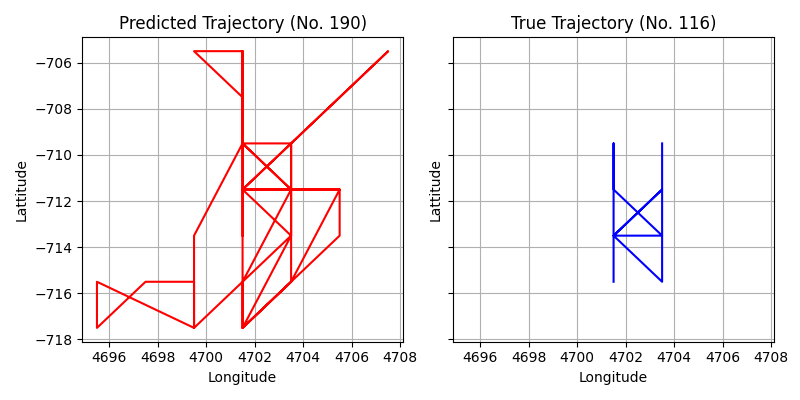 Predicted Trajectory (No. 190)
True Trajectory (No. 116)
Lattitude
−706
−708
−710
−712
−714
−716
−718
4696 4698 4700 4702 4704 4706 4708
Longitude
Lattitude
4696 4698 4700 4702 4704 4706 4708
Longitude